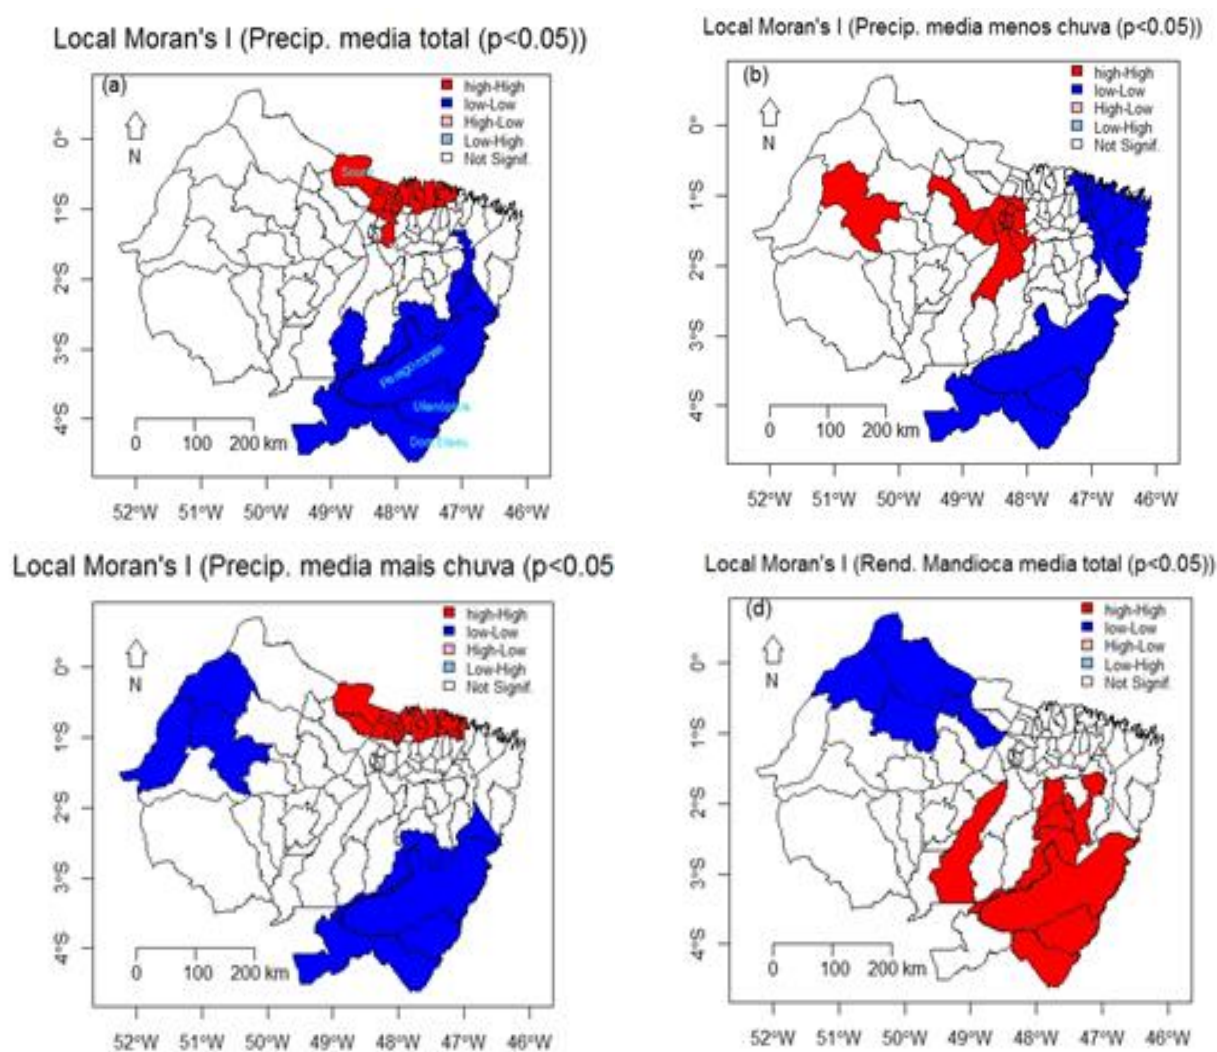 Local Moran's I (Precip. media total (p<0.05))
(a)
high-High
low-Low
High-Low
Low-High
Not Signif.
N
0°
1°S
2°S
3°S
4°S
0 100 200 km
52°W 51°W 50°W 49°W 48°W 47°W 46°W
Local Moran's I (Precip. media menos chuva (p<0.05))
(b)
high-High
low-Low
High-Low
Low-High
Not Signif.
N
0°
1°S
2°S
3°S
4°S
0 100 200 km
52°W 51°W 50°W 49°W 48°W 47°W 46°W
Local Moran's I (Precip. media mais chuva (p<0.05
high-High
low-Low
High-Low
Low-High
Not Signif.
N
0°
1°S
2°S
3°S
4°S
0 100 200 km
52°W 51°W 50°W 49°W 48°W 47°W 46°W
Local Moran's I (Rend. Mandioca media total (p<0.05))
(d)
high-High
low-Low
High-Low
Low-High
Not Signif.
N
0°
1°S
2°S
3°S
4°S
0 100 200 km
52°W 51°W 50°W 49°W 48°W 47°W 46°W